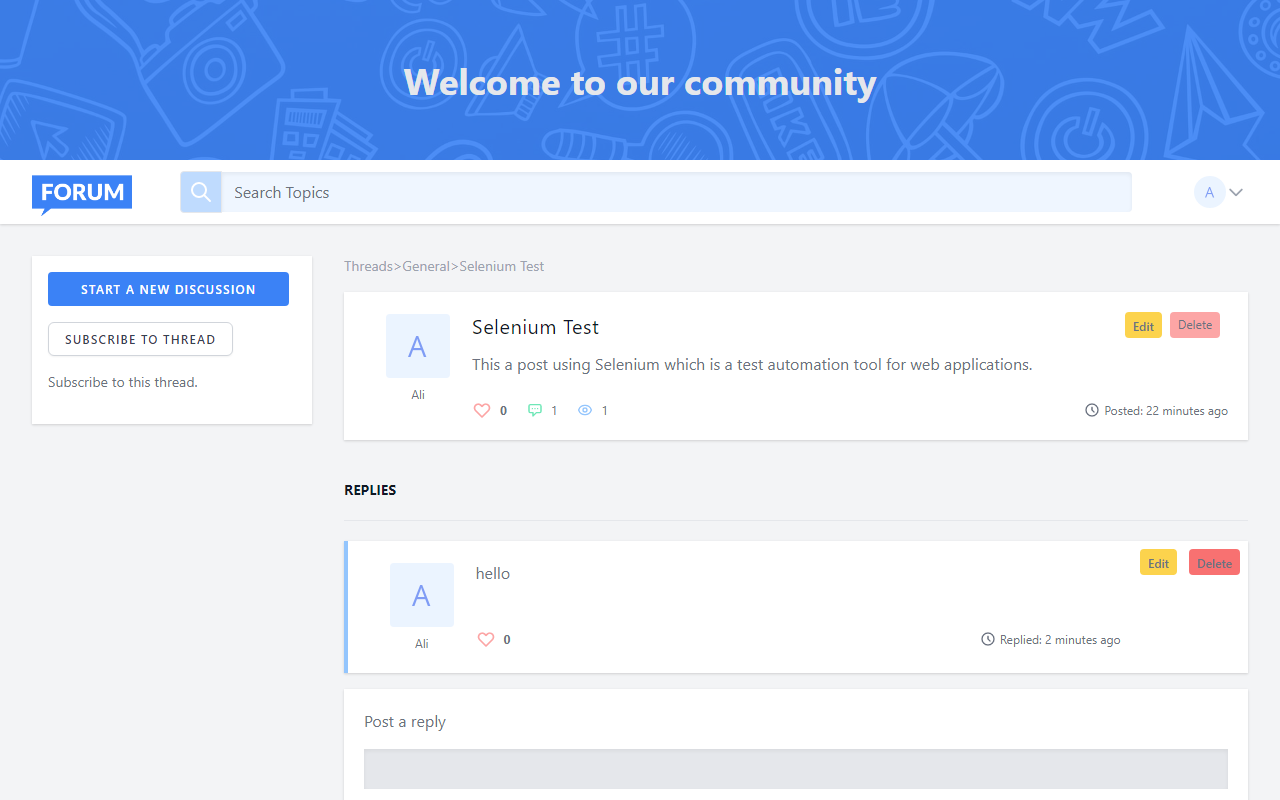 Welcome to our community
FORUM
Search Topics
A
START A NEW DISCUSSION
SUBSCRIBE TO THREAD
Subscribe to this thread.
Threads>General>Selenium Test
A
Ali
Selenium Test
Edit
Delete
This a post using Selenium which is a test automation tool for web applications.
0
1
1
Posted: 22 minutes ago
REPLIES
A
Ali
hello
Edit
Delete
0
Replied: 2 minutes ago
Post a reply